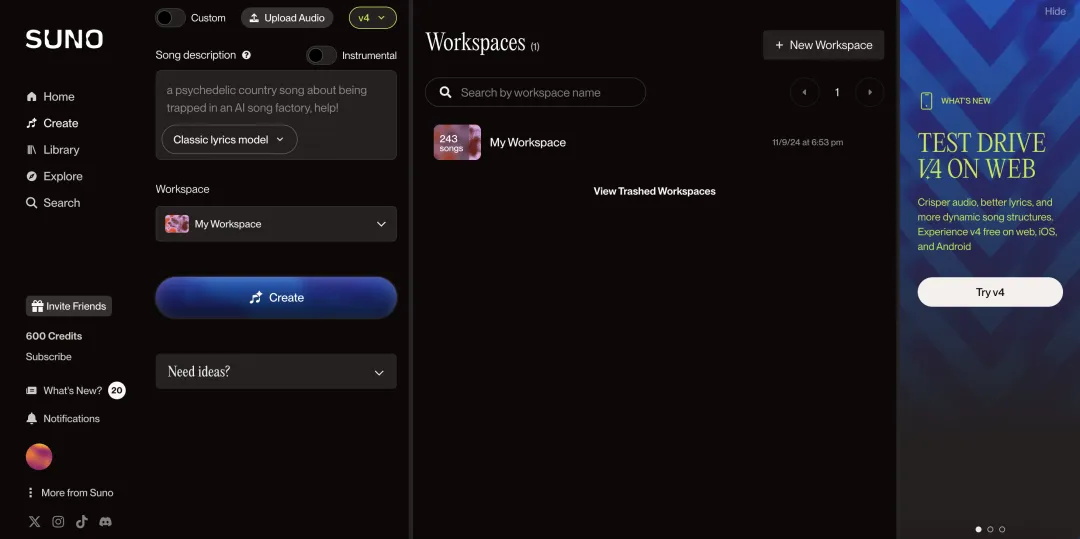 SUNO
Home
Create
Library
Explore
Search
Invite Friends
600 Credits
Subscribe
What's New? 20
Notifications
More from Suno
Custom
Upload Audio
v4
Song description
Instrumental
a psychedelic country song about being
trapped in an AI song factory, help!
Classic lyrics model
Workspace
My Workspace
Create
Need ideas?
Workspaces (1)
+ New Workspace
Search by workspace name
1
243
songs
My Workspace
11/9/24 at 6:53 pm
View Trashed Workspaces
Hide
WHAT'S NEW
TEST DRIVE
V4 ON WEB
Crisper audio, better lyrics, and
more dynamic song structures.
Experience v4 free on web, iOS,
and Android
Try v4